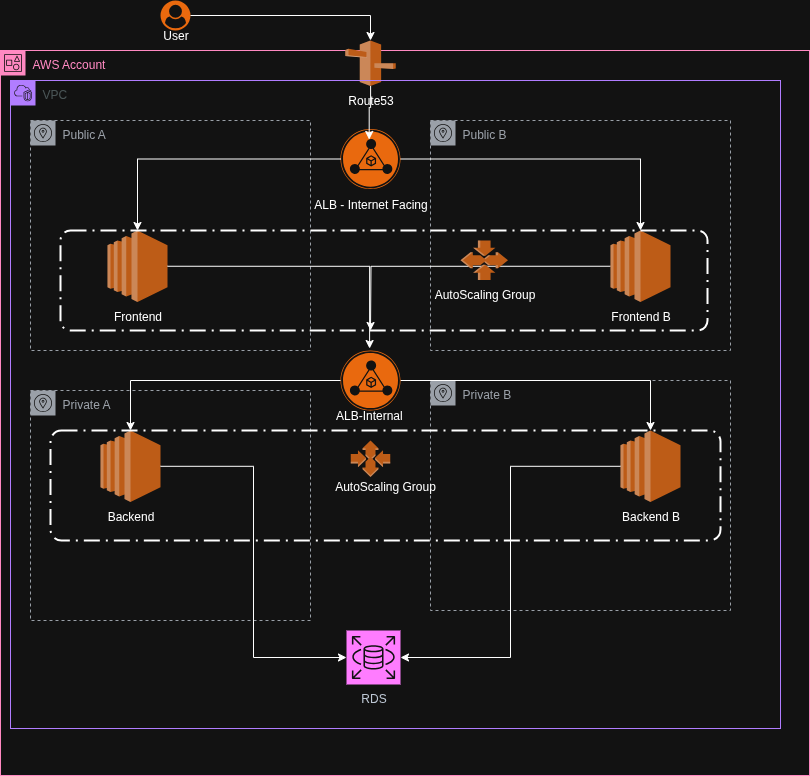 User
AWS Account
Route53
VPC
Public A
Public B
ALB - Internet Facing
AutoScaling Group
Frontend
Frontend B
ALB-Internal
Private A
Private B
AutoScaling Group
Backend
Backend B
RDS